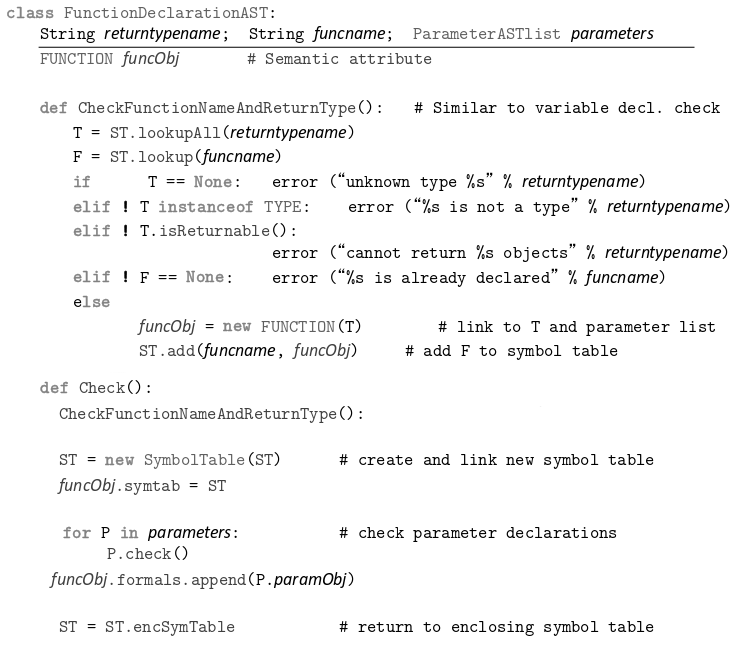 class FunctionDeclarationAST:
String returntypename; String funcname; ParameterASTlist parameters
FUNCTION funcObj # Semantic attribute
def CheckFunctionNameAndReturnType(): # Similar to variable decl. check
T = ST.lookupAll(returntypename)
F = ST.lookup(funcname)
if T == None: error (“unknown type %s” % returntypename)
elif ! T instanceof TYPE: error (“%s is not a type” % returntypename)
elif ! T.isReturnable():
error (“cannot return %s objects” % returntypename)
elif ! F == None: error (“%s is already declared” % funcname)
else
funcObj = new FUNCTION(T) # link to T and parameter list
ST.add(funcname, funcObj) # add F to symbol table
def Check():
CheckFunctionNameAndReturnType():
ST = new SymbolTable(ST) # create and link new symbol table
funcObj.symtab = ST
for P in parameters: # check parameter declarations
P.check()
funcObj.formals.append(P.paramObj)
ST = ST.encSymTable # return to enclosing symbol table